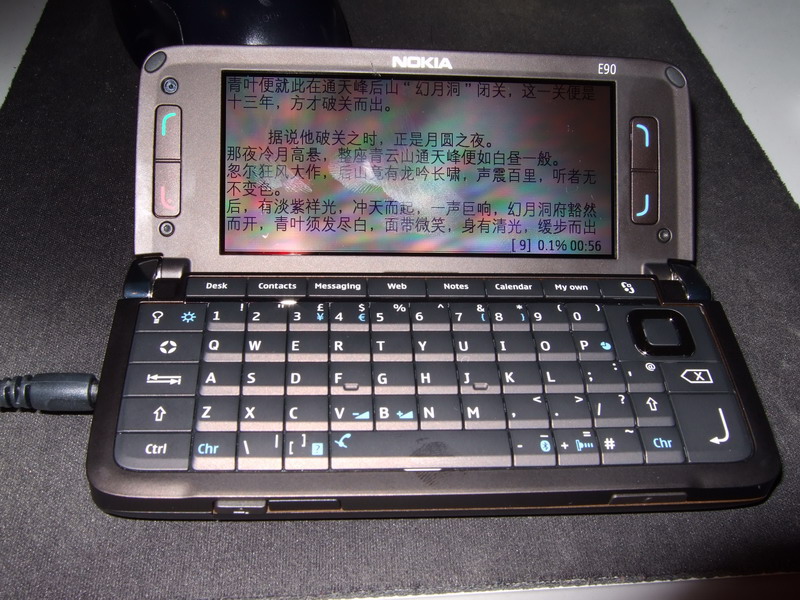 NOKIA
E90
青叶便就此在通天峰后山“幻月洞”闭关，这一关便是
十三年，方才破关而出。
据说他破关之时，正是月圆之夜。
那夜冷月高悬，整座青云山通天峰便如白昼一般。
忽尔狂风大作，后山竟有龙吟长啸，声震百里，听者无
不变色。
后，有淡紫祥光，冲天而起，一声巨响，幻月洞府豁然
而开，青叶须发尽白，面带微笑，身有清光，缓步而出
[9] 0.1% 00:56
Desk Contacts Messaging Web Notes Calendar My own
1 ! 2 " 3 £ ¥ 4 $ € 5 % 6 ^ 7 & ( 8 * ) 9 ( 0 )
Q W E R T Y U I O P
A S D F G H J K L ; : ' @
Z X C V B N M , < . > / ?
Ctrl Chr \ | [ ] ? - _ + = # ~ Chr